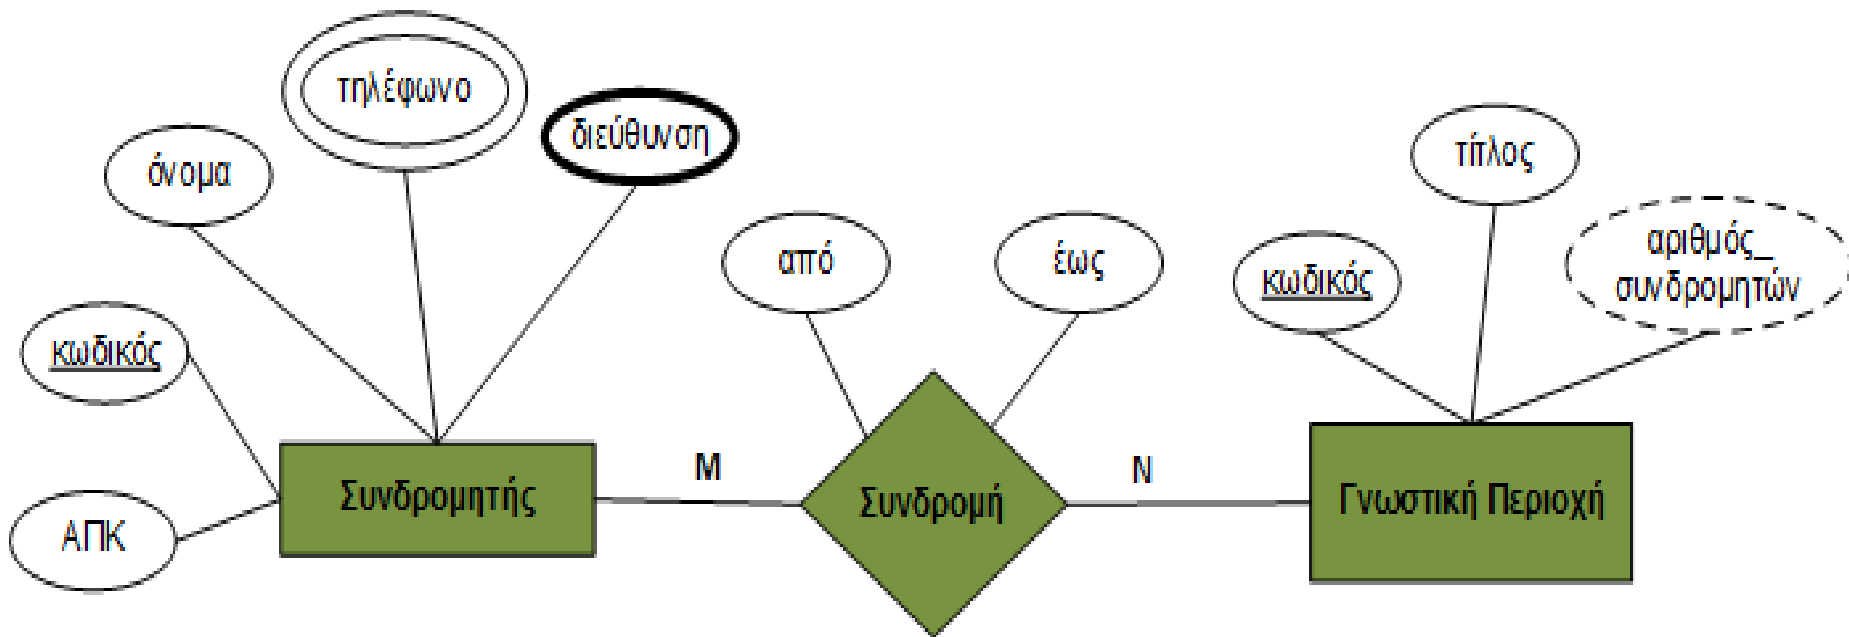 τηλέφωνο
διεύθυνση
όνομα
τίτλος
από
έως
κωδικός
αριθμός_
συνδρομητών
κωδικός
Συνδρομητής
M
Συνδρομή
N
Γνωστική Περιοχή
ΑΠΚ